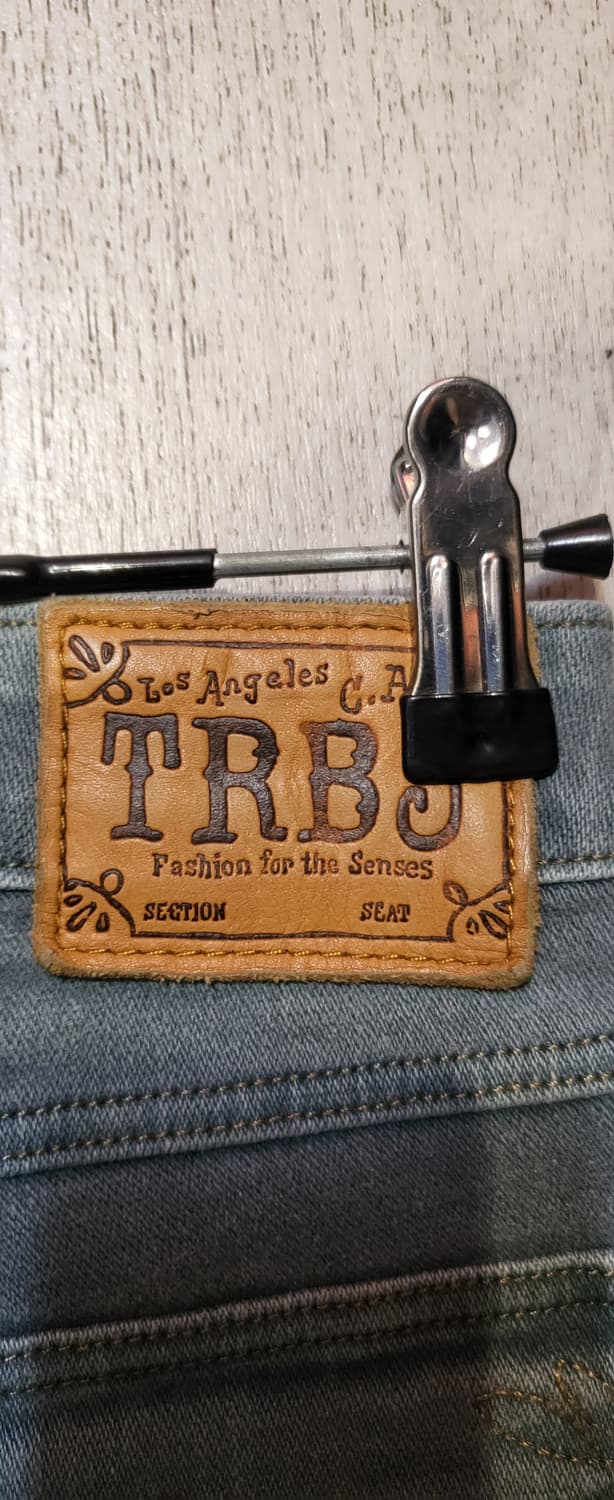 Los Angeles C.A
TRBJ
Fashion for the Senses
SECTION SEAT